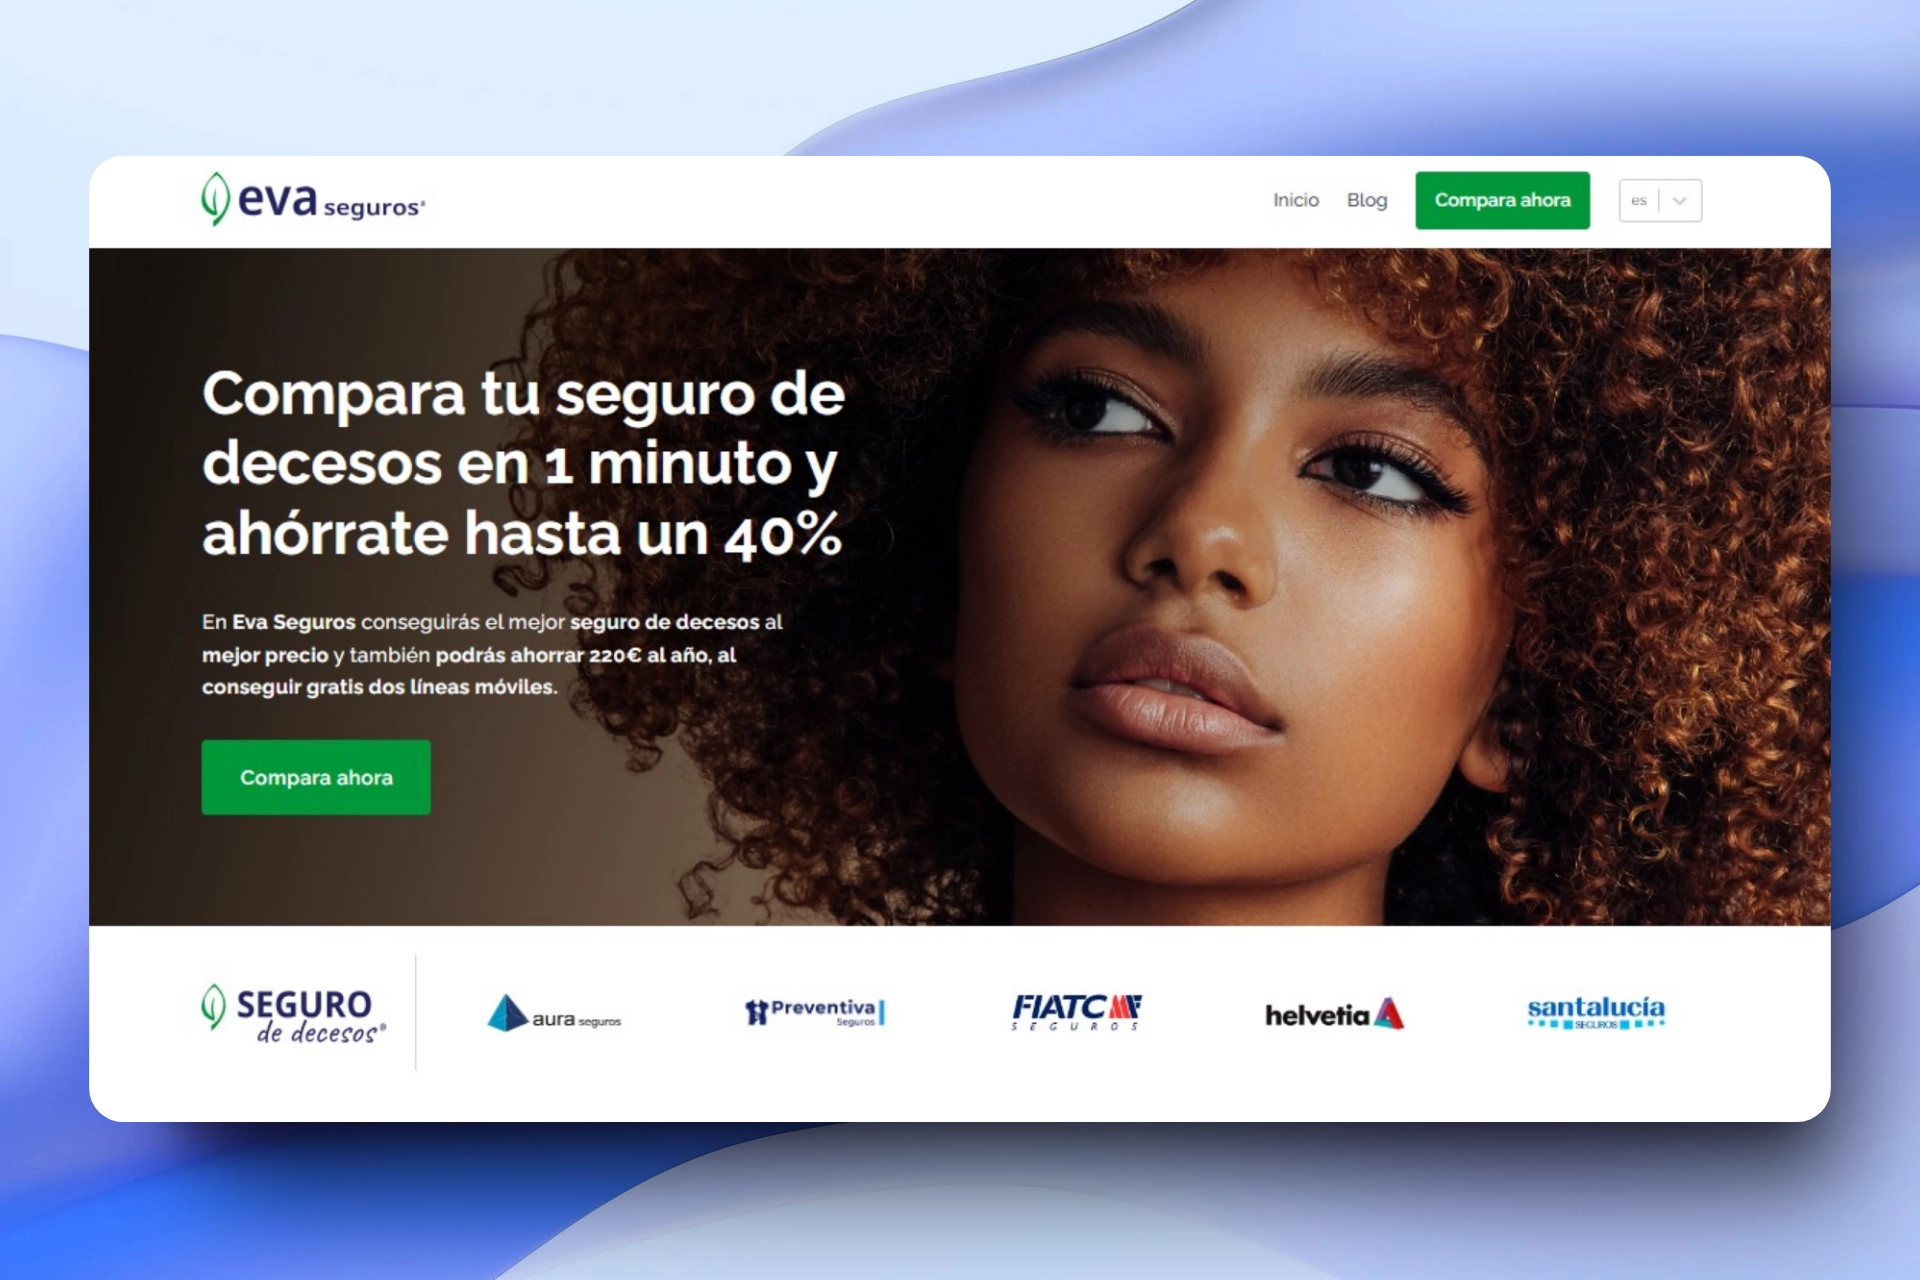 eva seguros®
Inicio
Blog
Compara ahora
es
Compara tu seguro de
decesos en 1 minuto y
ahórrate hasta un 40%
En Eva Seguros conseguirás el mejor seguro de decesos al
mejor precio y también podrás ahorrar 220€ al año, al
conseguir gratis dos líneas móviles.
Compara ahora
SEGURO
de decesos®
aura seguros
Preventiva
Seguros
FIATC
SEGUROS
helvetia
santalucía
SEGUROS